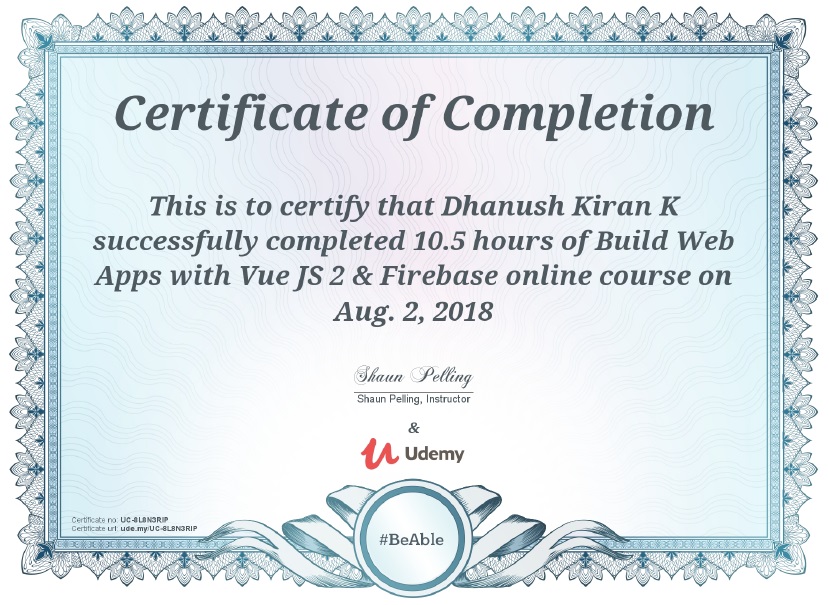 Certificate of Completion
This is to certify that Dhanush Kiran K
successfully completed 10.5 hours of Build Web
Apps with Vue JS 2 & Firebase online course on
Aug. 2, 2018
Shaun Pelling
Shaun Pelling, Instructor
&
Udemy
Certificate no: UC-8L8N3RIP
Certificate url: ude.my/UC-8L8N3RIP
#BeAble